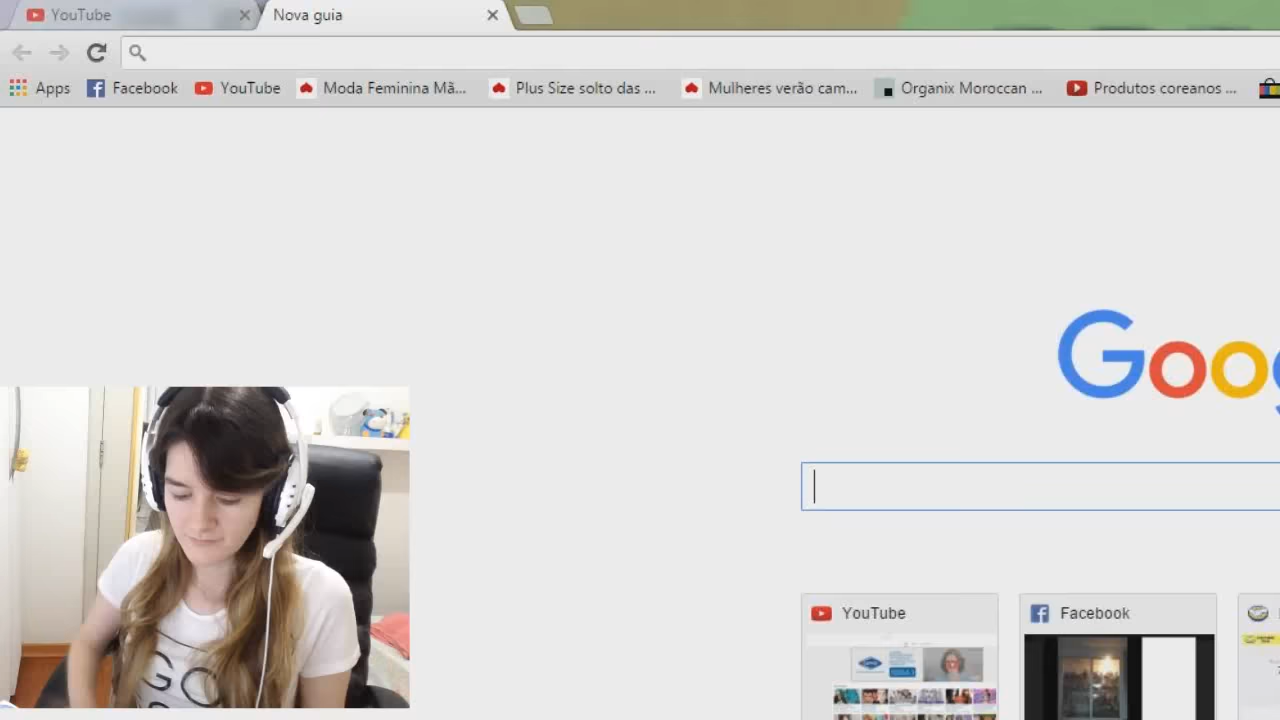 YouTube
Nova guia
Apps
Facebook
YouTube
Moda Feminina Mã...
Plus Size solto das ...
Mulheres verão cam...
Organix Moroccan ...
Produtos coreanos ...
Goo
YouTube
Facebook
GO